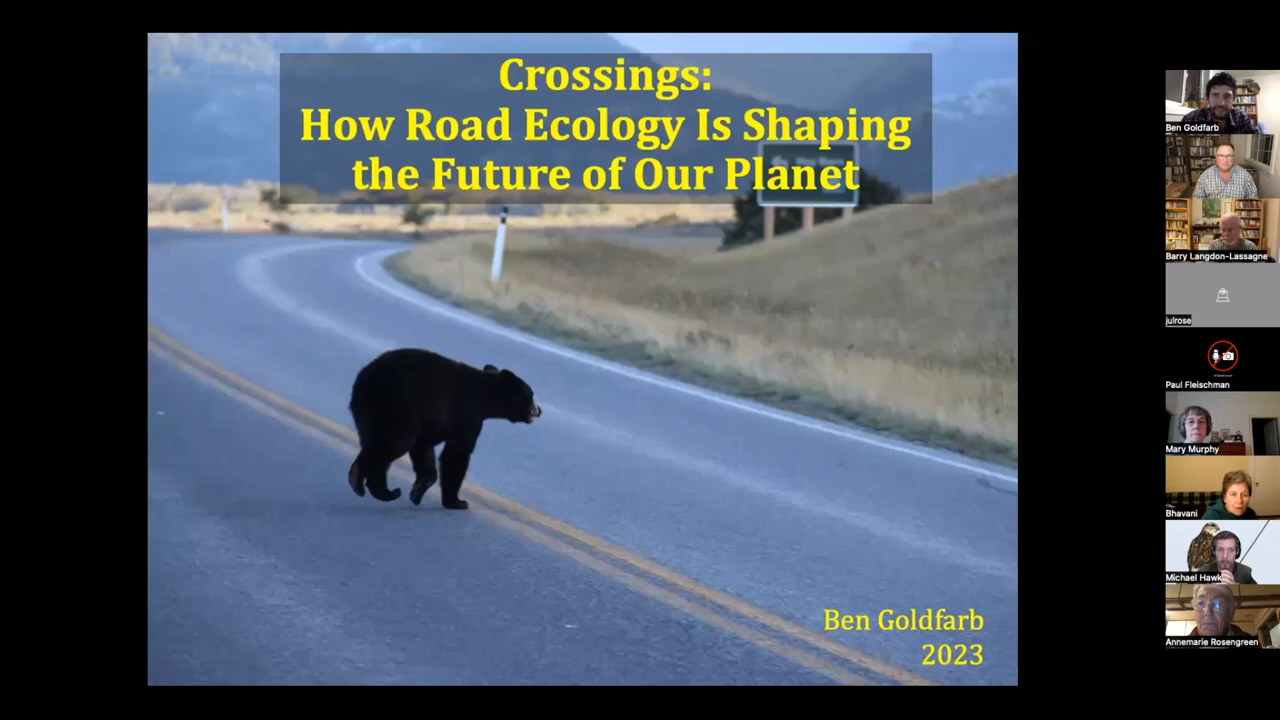 Crossings:
How Road Ecology Is Shaping
the Future of Our Planet
Ben Goldfarb
2023
Ben Goldfarb
Barry Langdon-Lassagne
julrose
Paul Fleischman
Mary Murphy
Bhavani
Michael Hawk
Annemarie Rosengreen